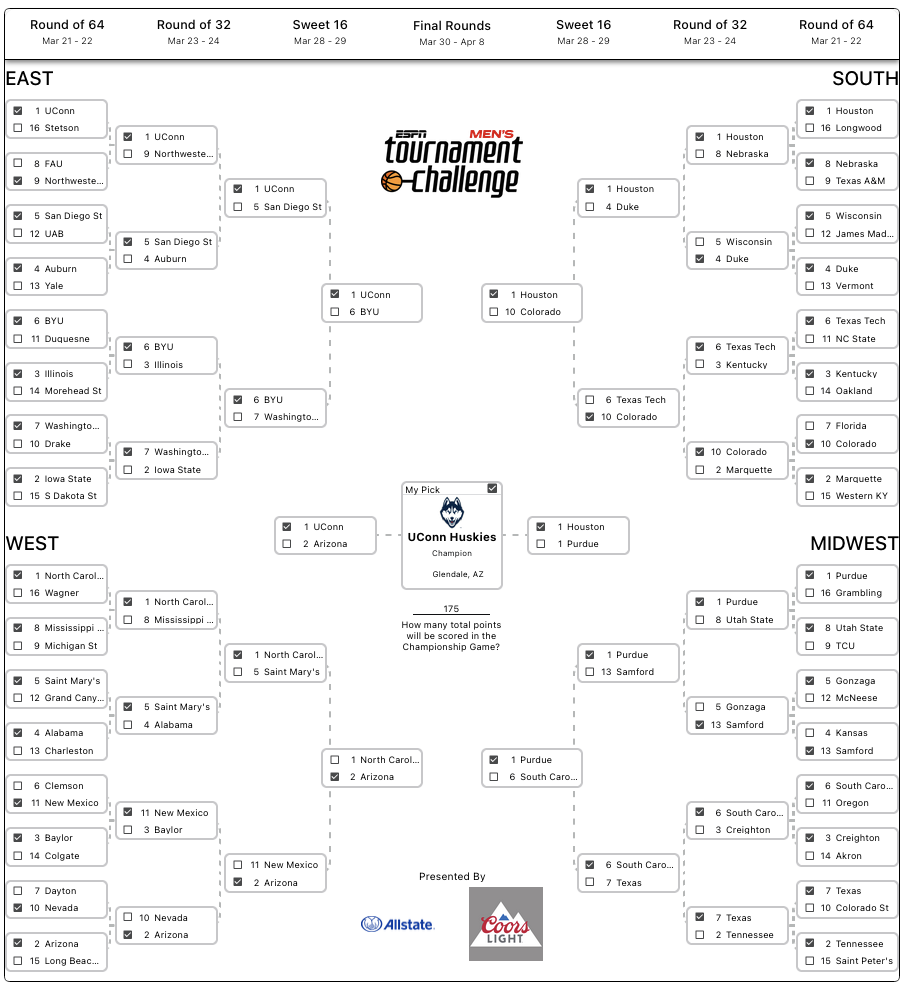 Round of 64
Mar 21 - 22
Round of 32
Mar 23 - 24
Sweet 16
Mar 28 - 29
Final Rounds
Mar 30 - Apr 8
Sweet 16
Mar 28 - 29
Round of 32
Mar 23 - 24
Round of 64
Mar 21 - 22
EAST
1 UConn
16 Stetson
8 FAU
9 Northweste...
5 San Diego St
12 UAB
4 Auburn
13 Yale
6 BYU
11 Duquesne
3 Illinois
14 Morehead St
7 Washingto...
10 Drake
2 Iowa State
15 S Dakota St
1 UConn
9 Northweste...
5 San Diego St
4 Auburn
6 BYU
3 Illinois
7 Washingto...
2 Iowa State
1 UConn
5 San Diego St
6 BYU
7 Washingto...
1 UConn
6 BYU
WEST
1 North Carol...
16 Wagner
8 Mississippi ...
9 Michigan St
5 Saint Mary's
12 Grand Cany...
4 Alabama
13 Charleston
6 Clemson
11 New Mexico
3 Baylor
14 Colgate
7 Dayton
10 Nevada
2 Arizona
15 Long Beac...
1 North Carol...
8 Mississippi ...
5 Saint Mary's
4 Alabama
11 New Mexico
3 Baylor
10 Nevada
2 Arizona
1 North Carol...
5 Saint Mary's
11 New Mexico
2 Arizona
1 North Carol...
2 Arizona
ESPN MEN'S
tournament
challenge
1 UConn
2 Arizona
My Pick
UConn Huskies
Champion
Glendale, AZ
1 Houston
1 Purdue
175
How many total points
will be scored in the
Championship Game?
Presented By
Allstate
Coors
LIGHT
SOUTH
1 Houston
16 Longwood
8 Nebraska
9 Texas A&M
5 Wisconsin
12 James Mad...
4 Duke
13 Vermont
6 Texas Tech
11 NC State
3 Kentucky
14 Oakland
7 Florida
10 Colorado
2 Marquette
15 Western KY
1 Houston
8 Nebraska
5 Wisconsin
4 Duke
6 Texas Tech
3 Kentucky
10 Colorado
2 Marquette
1 Houston
4 Duke
6 Texas Tech
10 Colorado
1 Houston
10 Colorado
MIDWEST
1 Purdue
16 Grambling
8 Utah State
9 TCU
5 Gonzaga
12 McNeese
4 Kansas
13 Samford
6 South Caro...
11 Oregon
3 Creighton
14 Akron
7 Texas
10 Colorado St
2 Tennessee
15 Saint Peter's
1 Purdue
8 Utah State
5 Gonzaga
13 Samford
6 South Caro...
3 Creighton
7 Texas
2 Tennessee
1 Purdue
13 Samford
6 South Caro...
7 Texas
1 Purdue
6 South Caro...